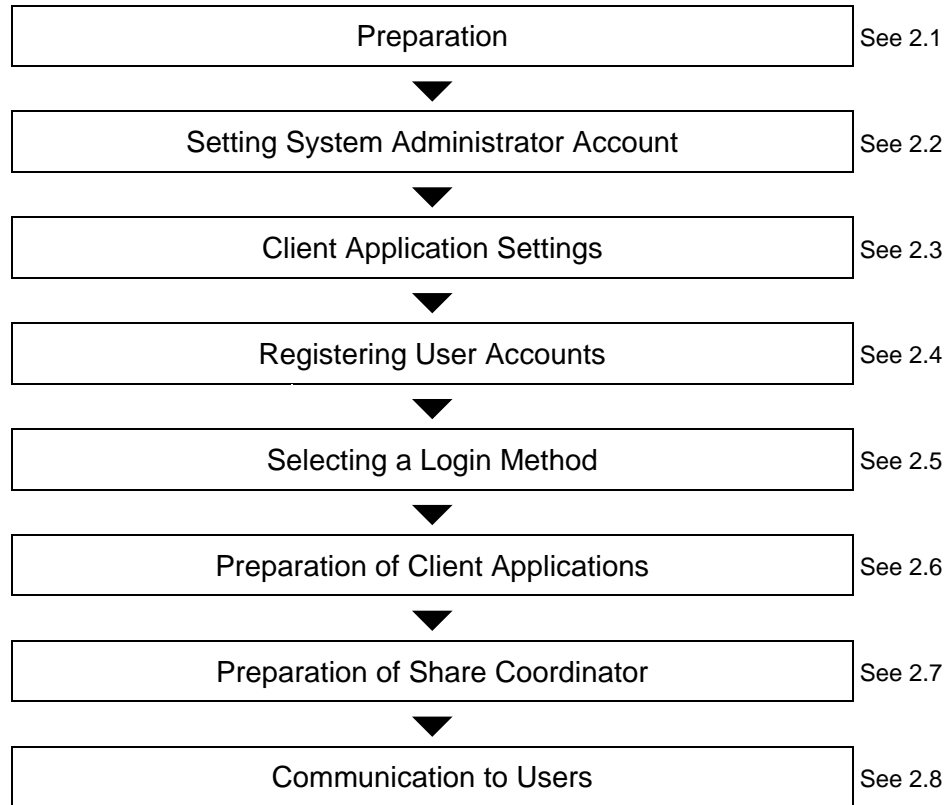 Preparation See 2.1
Setting System Administrator Account See 2.2
Client Application Settings See 2.3
Registering User Accounts See 2.4
Selecting a Login Method See 2.5
Preparation of Client Applications See 2.6
Preparation of Share Coordinator See 2.7
Communication to Users See 2.8